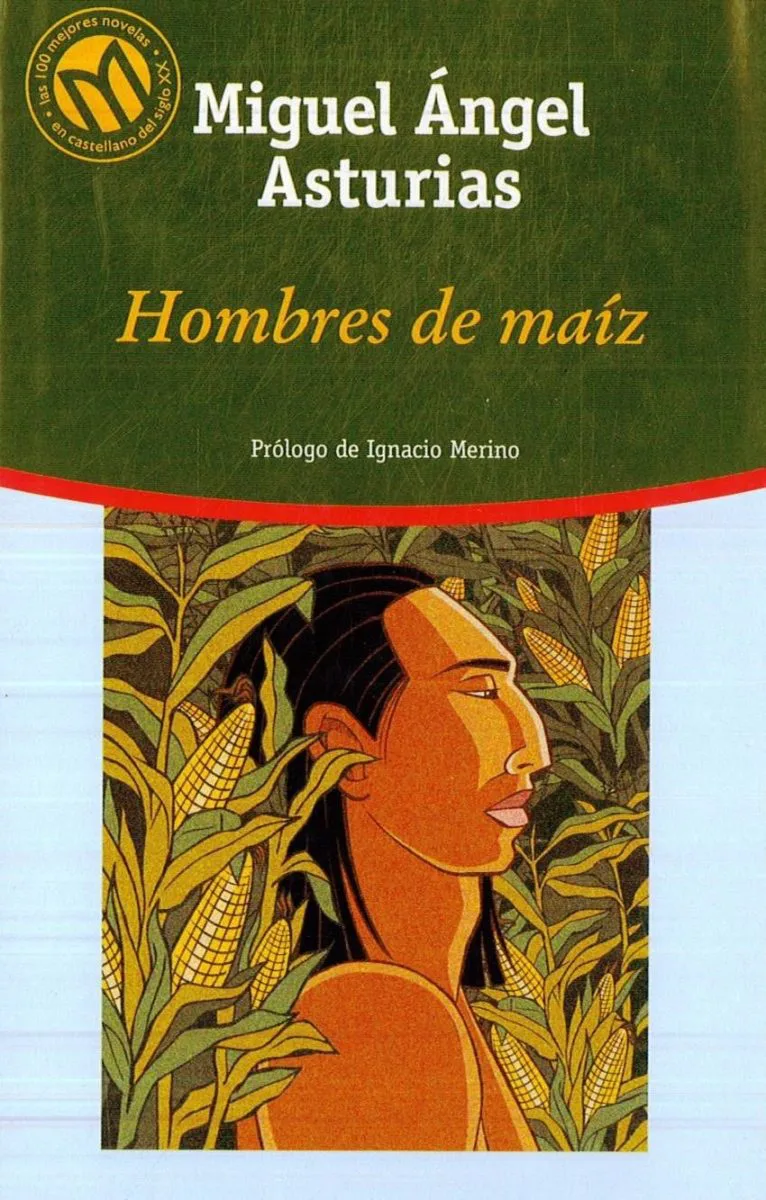 · las 100 mejores novelas ·
en castellano del siglo XX
Miguel Ángel
Asturias
Hombres de maíz
Prólogo de Ignacio Merino